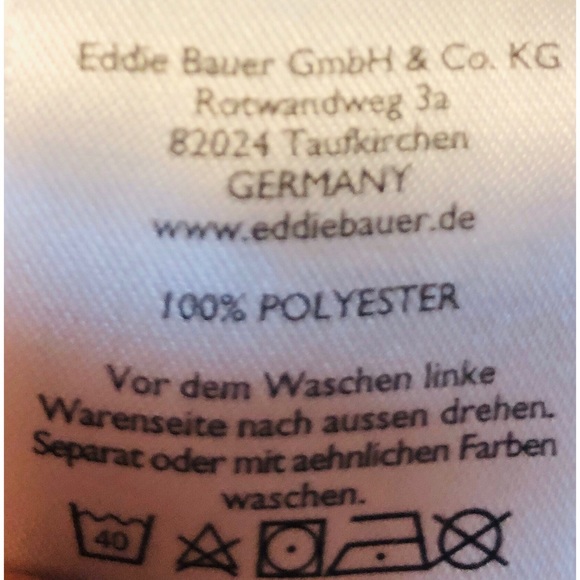 Eddie Bauer GmbH & Co. KG
Rotwandweg 3a
82024 Taufkirchen
GERMANY
www.eddiebauer.de
100% POLYESTER
Vor dem Waschen linke
Warenseite nach aussen drehen.
Separat oder mit aehnlichen Farben
waschen.
40